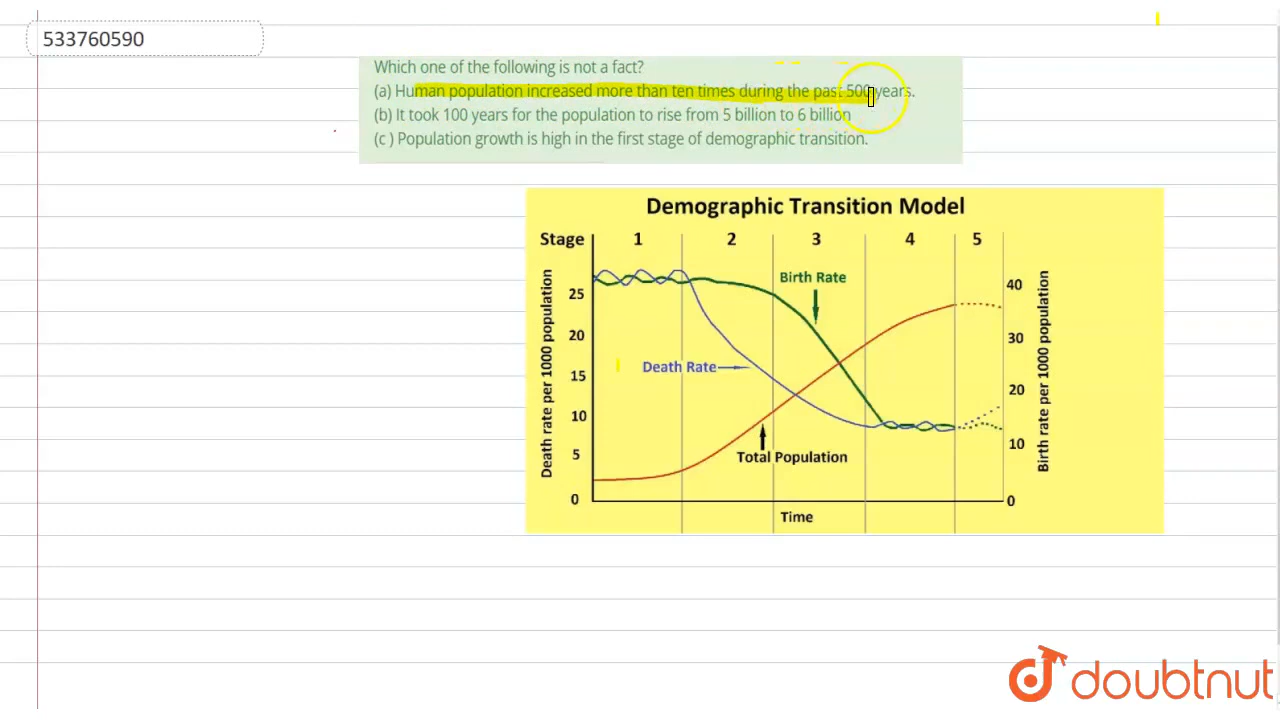 533760590
Which one of the following is not a fact?
(a) Human population increased more than ten times during the past 500 years.
(b) It took 100 years for the population to rise from 5 billion to 6 billion
(c ) Population growth is high in the first stage of demographic transition.
Demographic Transition Model
Stage 1 2 3 4 5
Death rate per 1000 population
25
20
15
10
5
0
Birth Rate
Death Rate
Total Population
40
30
20
10
0
Birth rate per 1000 population
Time
doubtnut